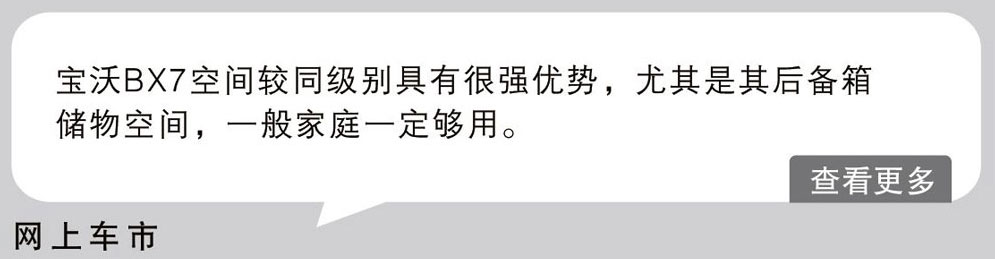 宝沃BX7空间较同级别具有很强优势，尤其是其后备箱
储物空间，一般家庭一定够用。
查看更多
网上车市